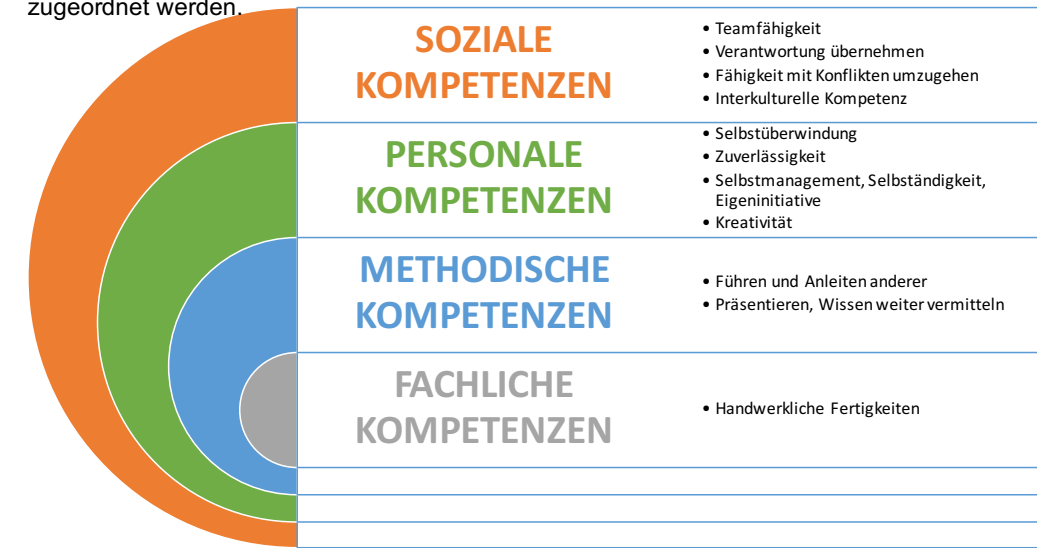 zugeordnet werden.
SOZIALE
KOMPETENZEN
• Teamfähigkeit
• Verantwortung übernehmen
• Fähigkeit mit Konflikten umzugehen
• Interkulturelle Kompetenz
PERSONALE
KOMPETENZEN
• Selbstüberwindung
• Zuverlässigkeit
• Selbstmanagement, Selbständigkeit,
Eigeninitiative
• Kreativität
METHODISCHE
KOMPETENZEN
• Führen und Anleiten anderer
• Präsentieren, Wissen weiter vermitteln
FACHLICHE
KOMPETENZEN
• Handwerkliche Fertigkeiten